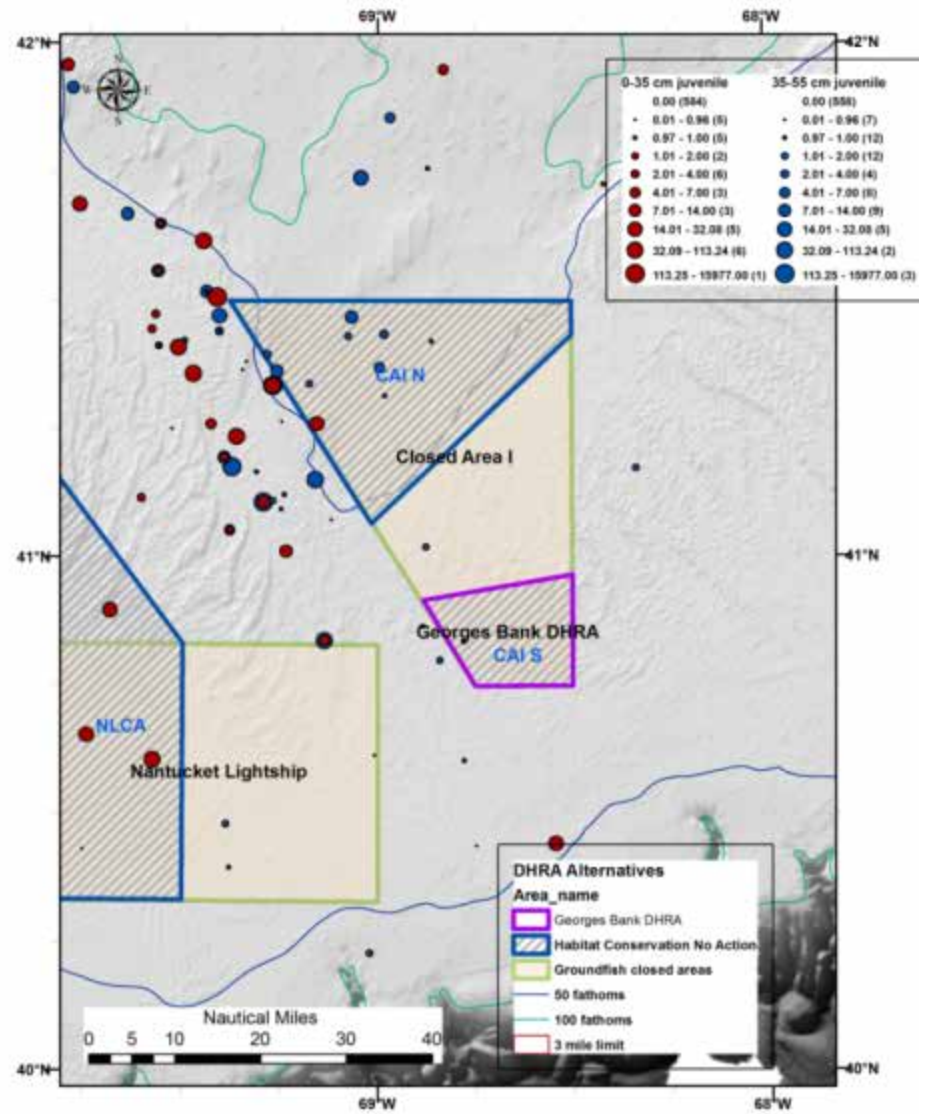 69°W 68°W
42°N 42°N
N
W E
S
0-35 cm juvenile 35-55 cm juvenile
0.00 (584) 0.00 (558)
0.01 - 0.96 (5) 0.01 - 0.96 (7)
0.97 - 1.00 (5) 0.97 - 1.00 (12)
1.01 - 2.00 (2) 1.01 - 2.00 (12)
2.01 - 4.00 (6) 2.01 - 4.00 (4)
4.01 - 7.00 (3) 4.01 - 7.00 (8)
7.01 - 14.00 (3) 7.01 - 14.00 (9)
14.01 - 32.08 (5) 14.01 - 32.08 (5)
32.09 - 113.24 (6) 32.09 - 113.24 (2)
113.25 - 15977.00 (1) 113.25 - 15977.00 (3)
CAI N
Closed Area I
41°N 41°N
Georges Bank DHRA
CAI S
NLCA
Nantucket Lightship
DHRA Alternatives
Area_name
Georges Bank DHRA
Habitat Conservation No Action
Groundfish closed areas
50 fathoms
100 fathoms
3 mile limit
Nautical Miles
0 5 10 20 30 40
40°N 40°N
69°W 68°W